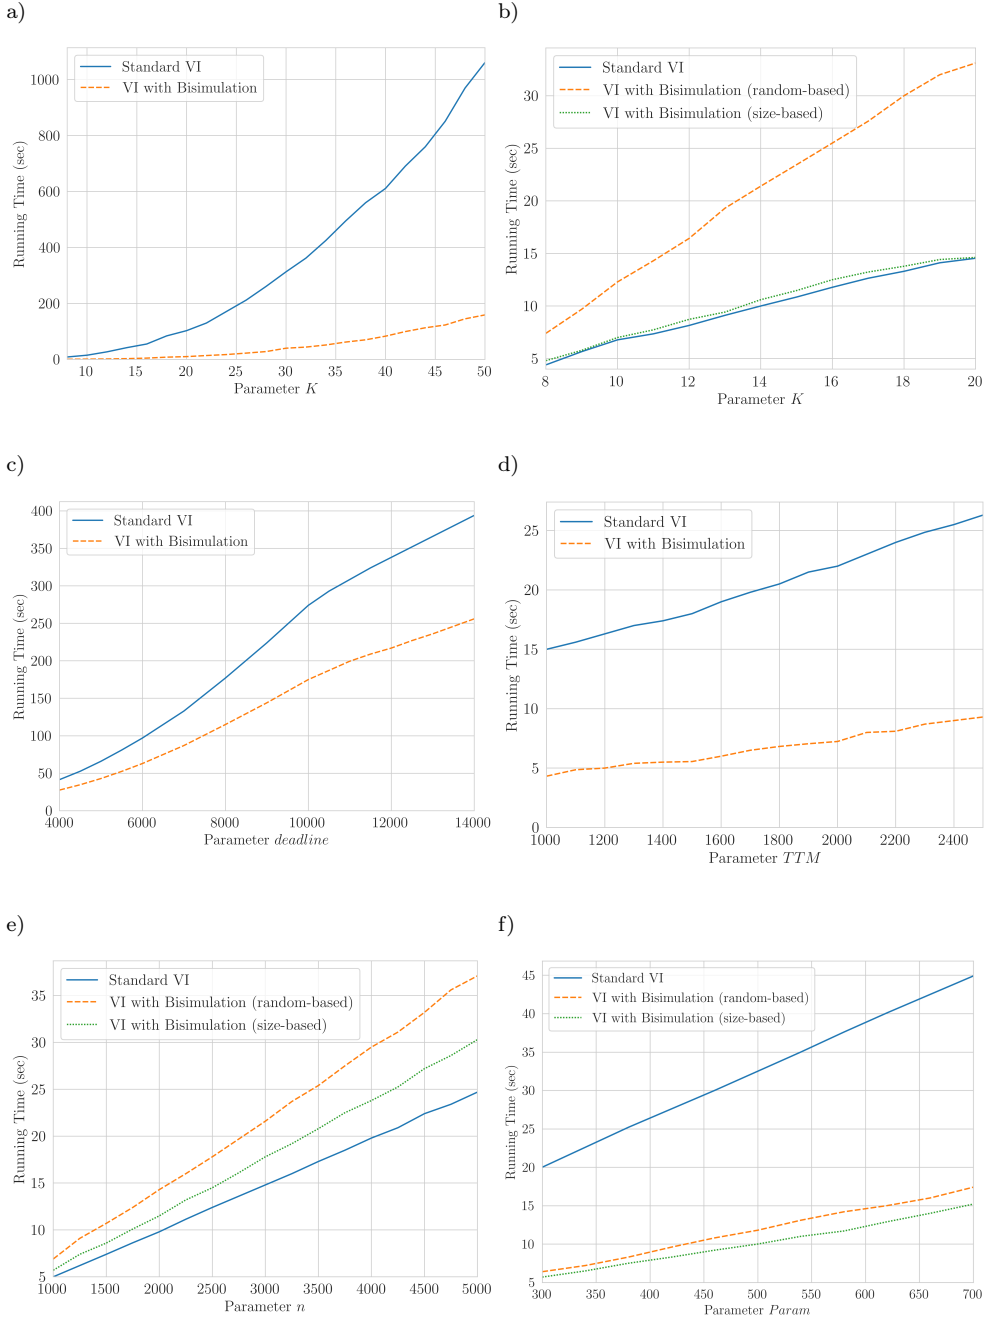 a)
Standard VI
VI with Bisimulation
1000
800
600
400
200
0
Running Time (sec)
10 15 20 25 30 35 40 45 50
Parameter K
b)
Standard VI
VI with Bisimulation (random-based)
VI with Bisimulation (size-based)
30
25
20
15
10
5
Running Time (sec)
8 10 12 14 16 18 20
Parameter K
c)
Standard VI
VI with Bisimulation
400
350
300
250
200
150
100
50
0
Running Time (sec)
4000 6000 8000 10000 12000 14000
Parameter deadline
d)
Standard VI
VI with Bisimulation
25
20
15
10
5
0
Running Time (sec)
1000 1200 1400 1600 1800 2000 2200 2400
Parameter TTM
e)
Standard VI
VI with Bisimulation (random-based)
VI with Bisimulation (size-based)
35
30
25
20
15
10
5
Running Time (sec)
1000 1500 2000 2500 3000 3500 4000 4500 5000
Parameter n
f)
Standard VI
VI with Bisimulation (random-based)
VI with Bisimulation (size-based)
45
40
35
30
25
20
15
10
5
Running Time (sec)
300 350 400 450 500 550 600 650 700
Parameter Param